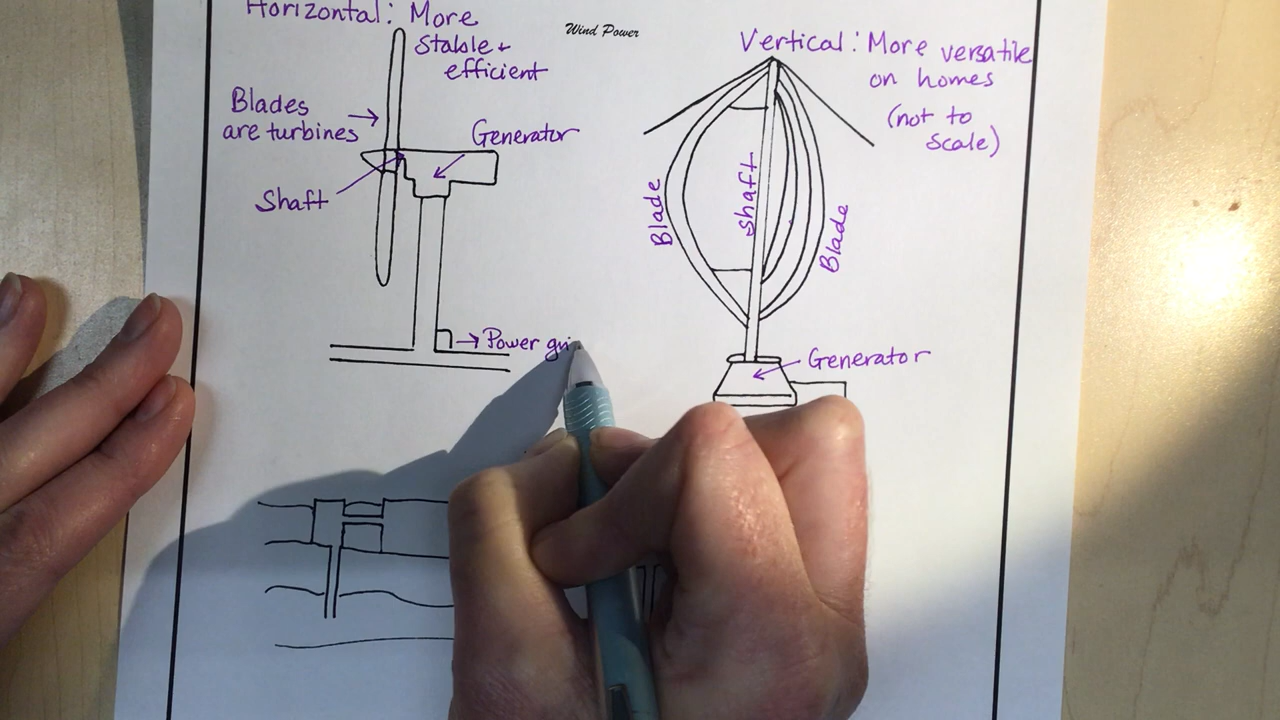 Horizontal: More
Stable +
efficient
Wind Power
Vertical: More versatile
on homes
(not to
scale)
Blades
are turbines
Generator
Shaft
Power gri
Blade
shaft
Blade
Generator